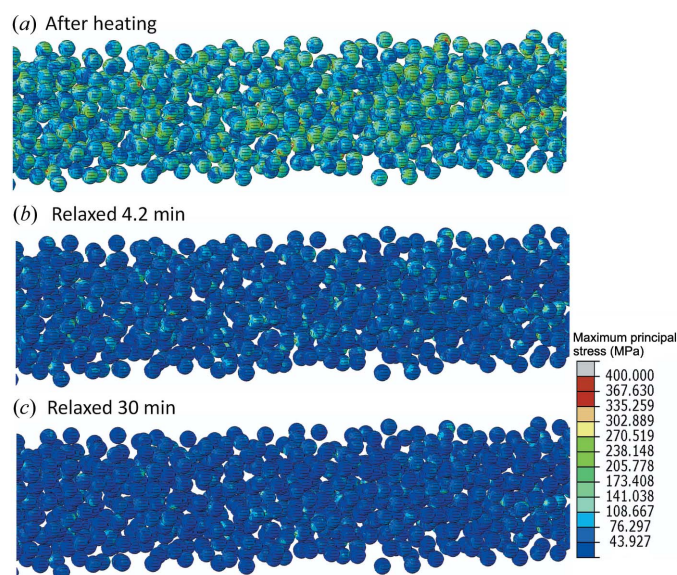 (a) After heating
(b) Relaxed 4.2 min
(c) Relaxed 30 min
Maximum principal
stress (MPa)
400.000
367.630
335.259
302.889
270.519
238.148
205.778
173.408
141.038
108.667
76.297
43.927